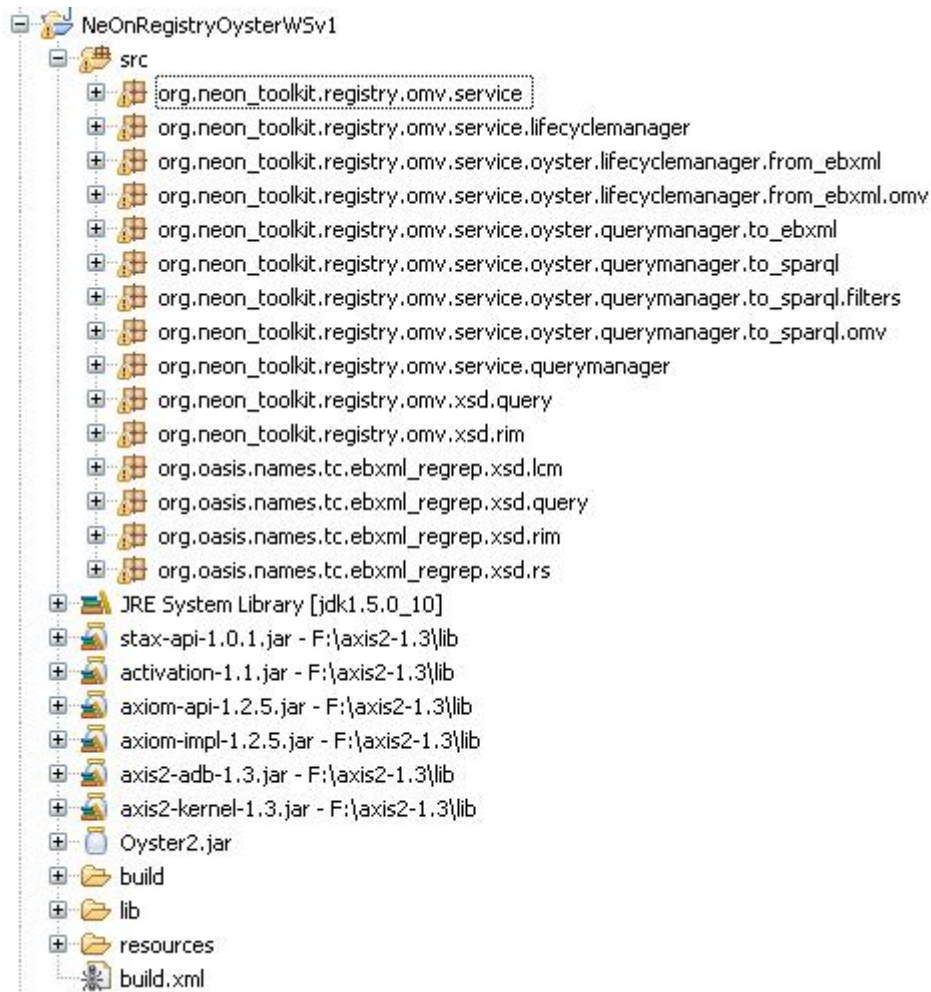 NeOnRegistryOysterWSv1
src
org.neon_toolkit.registry.omv.service
org.neon_toolkit.registry.omv.service.lifecyclemanager
org.neon_toolkit.registry.omv.service.oyster.lifecyclemanager.from_ebxml
org.neon_toolkit.registry.omv.service.oyster.lifecyclemanager.from_ebxml.omv
org.neon_toolkit.registry.omv.service.oyster.querymanager.to_ebxml
org.neon_toolkit.registry.omv.service.oyster.querymanager.to_sparql
org.neon_toolkit.registry.omv.service.oyster.querymanager.to_sparql.filters
org.neon_toolkit.registry.omv.service.oyster.querymanager.to_sparql.omv
org.neon_toolkit.registry.omv.service.querymanager
org.neon_toolkit.registry.omv.xsd.query
org.neon_toolkit.registry.omv.xsd.rim
org.oasis.names.tc.ebxml_regrep.xsd.lcm
org.oasis.names.tc.ebxml_regrep.xsd.query
org.oasis.names.tc.ebxml_regrep.xsd.rim
org.oasis.names.tc.ebxml_regrep.xsd.rs
JRE System Library [jdk1.5.0_10]
stax-api-1.0.1.jar - F:\axis2-1.3\lib
activation-1.1.jar - F:\axis2-1.3\lib
axiom-api-1.2.5.jar - F:\axis2-1.3\lib
axiom-impl-1.2.5.jar - F:\axis2-1.3\lib
axis2-adb-1.3.jar - F:\axis2-1.3\lib
axis2-kernel-1.3.jar - F:\axis2-1.3\lib
Oyster2.jar
build
lib
resources
build.xml